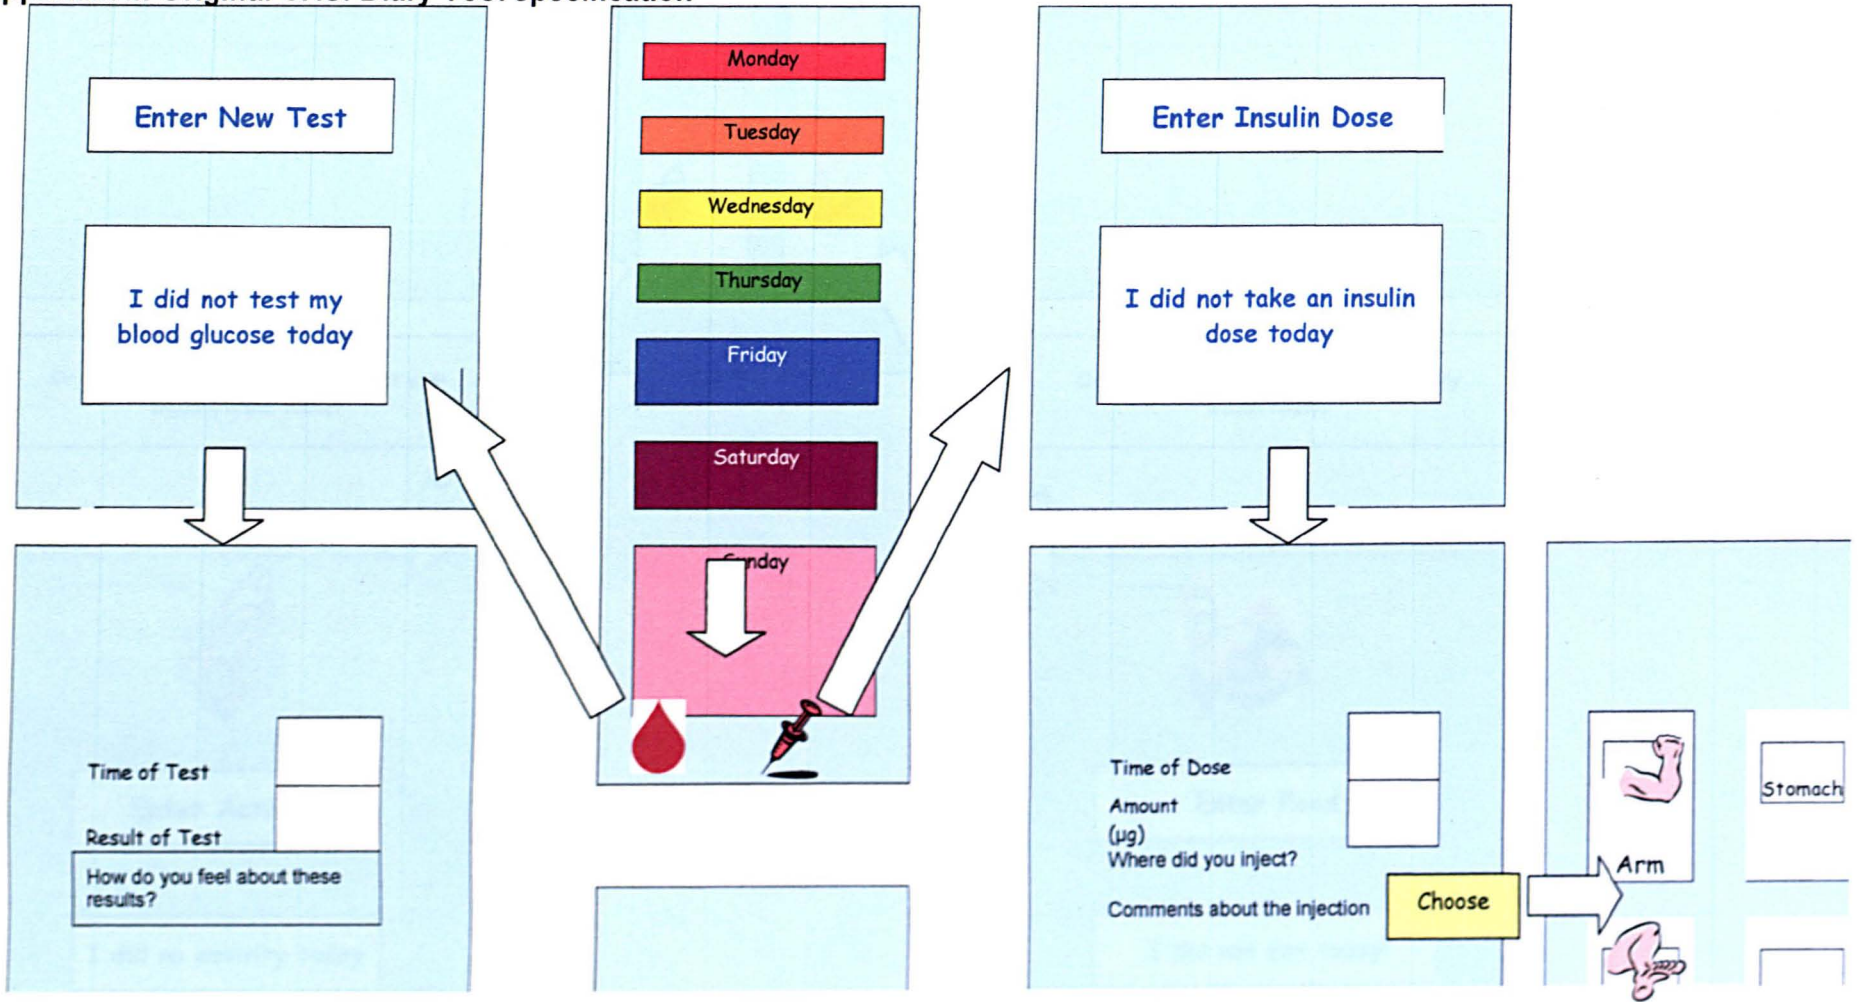 Enter New Test
I did not test my
blood glucose today
Monday
Tuesday
Wednesday
Thursday
Friday
Saturday
Enter Insulin Dose
I did not take an insulin
dose today
Time of Test
Result of Test
How do you feel about these
results?
Time of Dose
Amount
(µg)
Where did you inject?
Comments about the injection
Choose
Arm
Stomach